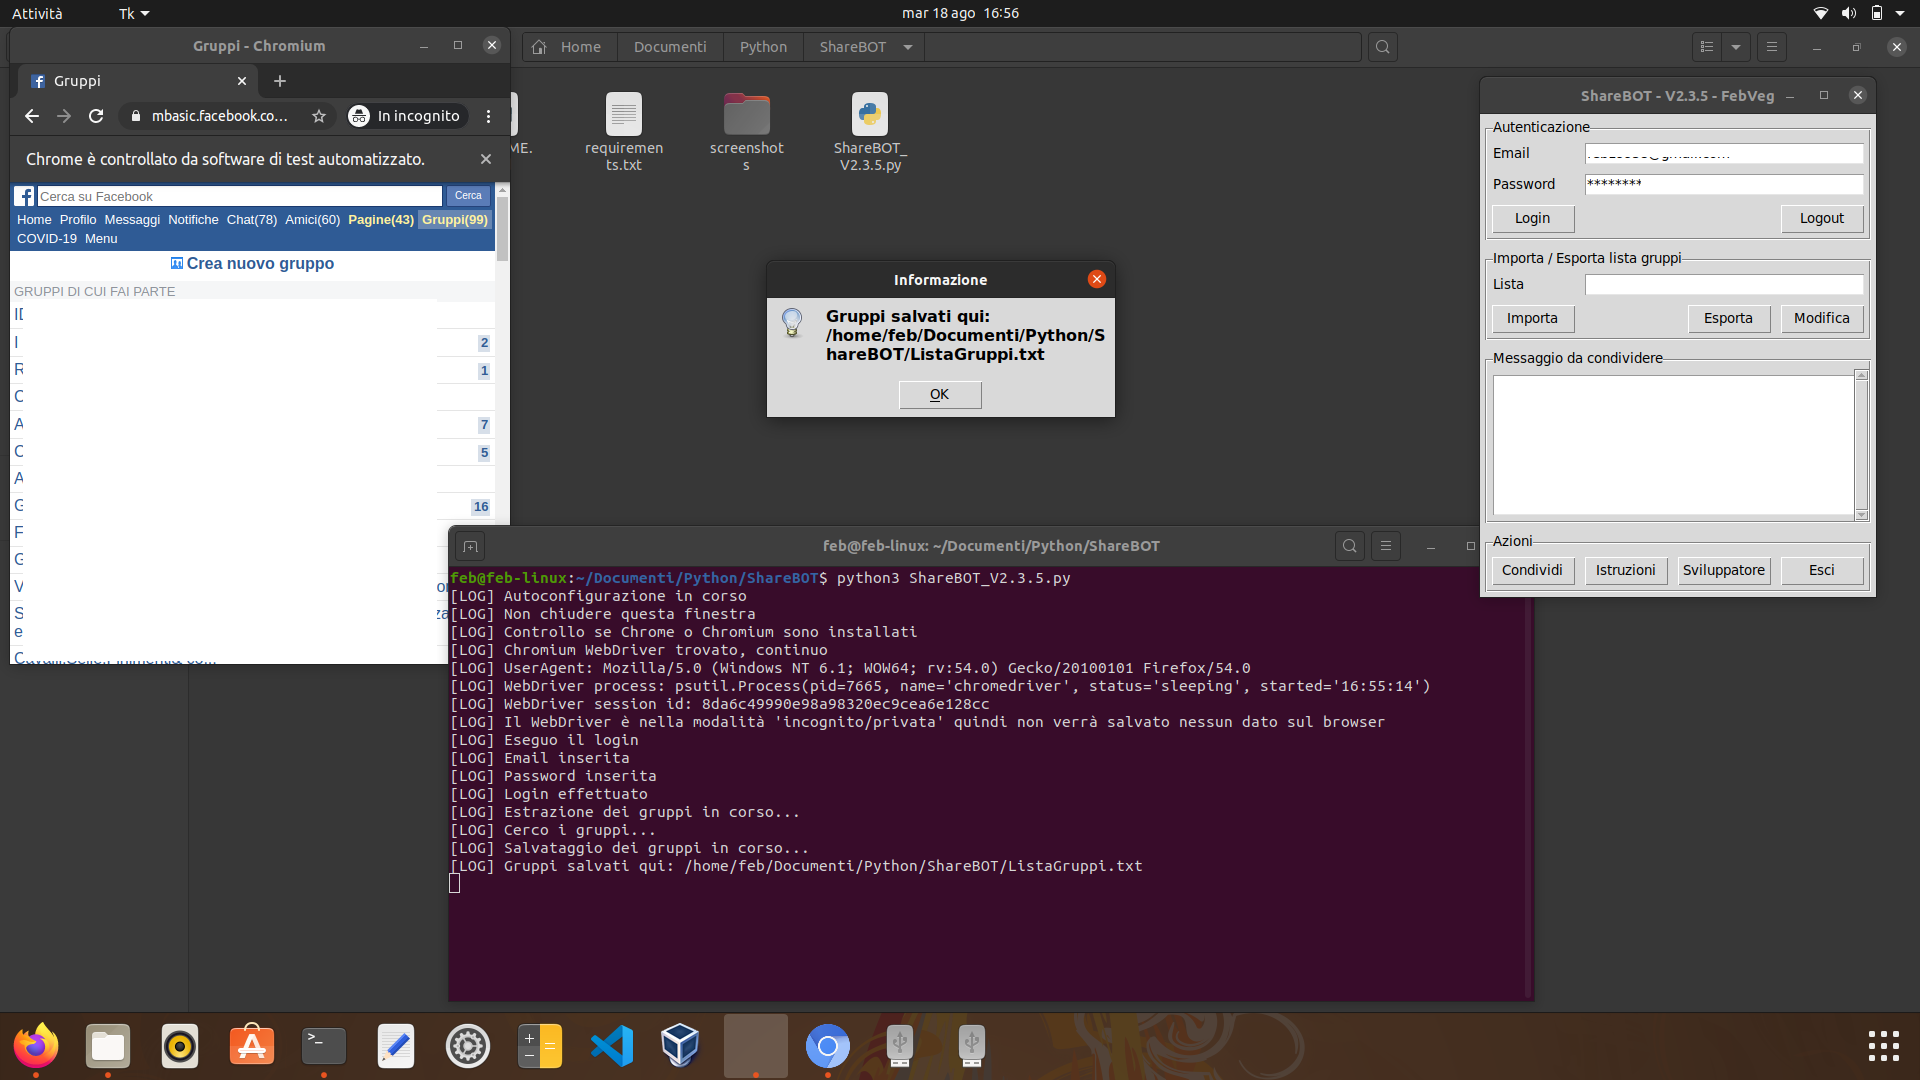 Attività
Tk
mar 18 ago 16:56
Gruppi - Chromium
Gruppi
mbasic.facebook.co...
In incognito
Chrome è controllato da software di test automatizzato.
Cerca su Facebook
Cerca
Home Profilo Messaggi Notifiche Chat(78) Amici(60) Pagine(43) Gruppi(99)
COVID-19 Menu
Crea nuovo gruppo
GRUPPI DI CUI FAI PARTE
I 2
R 1
C
A 7
C 5
A
G 16
F
G
V
S
e
Home Documenti Python ShareBOT
ME.
requiremen
ts.txt
screenshot
s
ShareBOT_
V2.3.5.py
Informazione
Gruppi salvati qui:
/home/feb/Documenti/Python/S
hareBOT/ListaGruppi.txt
OK
ShareBOT - V2.3.5 - FebVeg
Autenticazione
Email
Password ********
Login Logout
Importa / Esporta lista gruppi
Lista
Importa Esporta Modifica
Messaggio da condividere
Azioni
Condividi Istruzioni Sviluppatore Esci
feb@feb-linux: ~/Documenti/Python/ShareBOT
feb@feb-linux:~/Documenti/Python/ShareBOT$ python3 ShareBOT_V2.3.5.py
[LOG] Autoconfigurazione in corso
[LOG] Non chiudere questa finestra
[LOG] Controllo se Chrome o Chromium sono installati
[LOG] Chromium WebDriver trovato, continuo
[LOG] UserAgent: Mozilla/5.0 (Windows NT 6.1; WOW64; rv:54.0) Gecko/20100101 Firefox/54.0
[LOG] WebDriver process: psutil.Process(pid=7665, name='chromedriver', status='sleeping', started='16:55:14')
[LOG] WebDriver session id: 8da6c49990e98a98320ec9cea6e128cc
[LOG] Il WebDriver è nella modalità 'incognito/privata' quindi non verrà salvato nessun dato sul browser
[LOG] Eseguo il login
[LOG] Email inserita
[LOG] Password inserita
[LOG] Login effettuato
[LOG] Estrazione dei gruppi in corso...
[LOG] Cerco i gruppi...
[LOG] Salvataggio dei gruppi in corso...
[LOG] Gruppi salvati qui: /home/feb/Documenti/Python/ShareBOT/ListaGruppi.txt